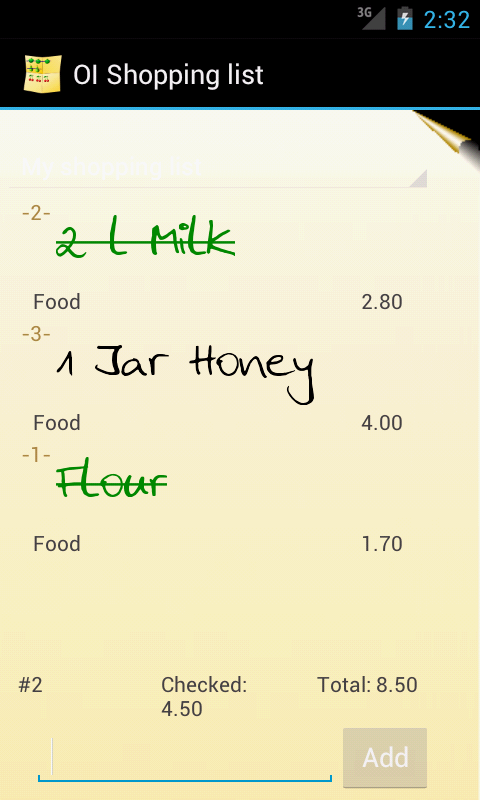 3G 2:32
OI Shopping list
My shopping list
-2-
2 l Milk
Food 2.80
-3-
1 Jar Honey
Food 4.00
-1-
Flour
Food 1.70
#2 Checked: Total: 8.50
4.50
Add